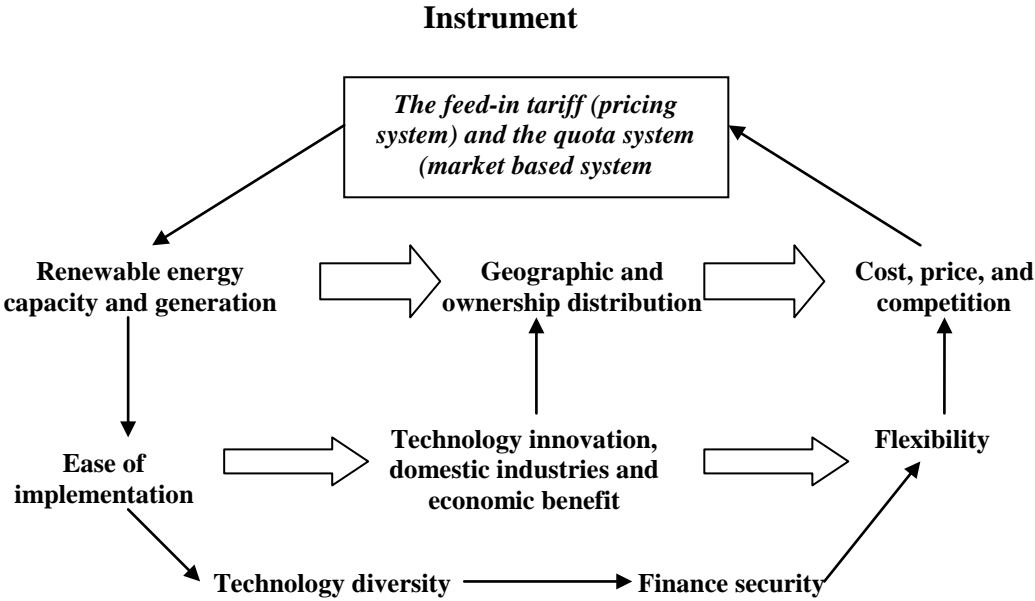 Instrument
The feed-in tariff (pricing
system) and the quota system
(market based system
Renewable energy
capacity and generation
Geographic and
ownership distribution
Cost, price, and
competition
Ease of
implementation
Technology innovation,
domestic industries and
economic benefit
Flexibility
Technology diversity
Finance security